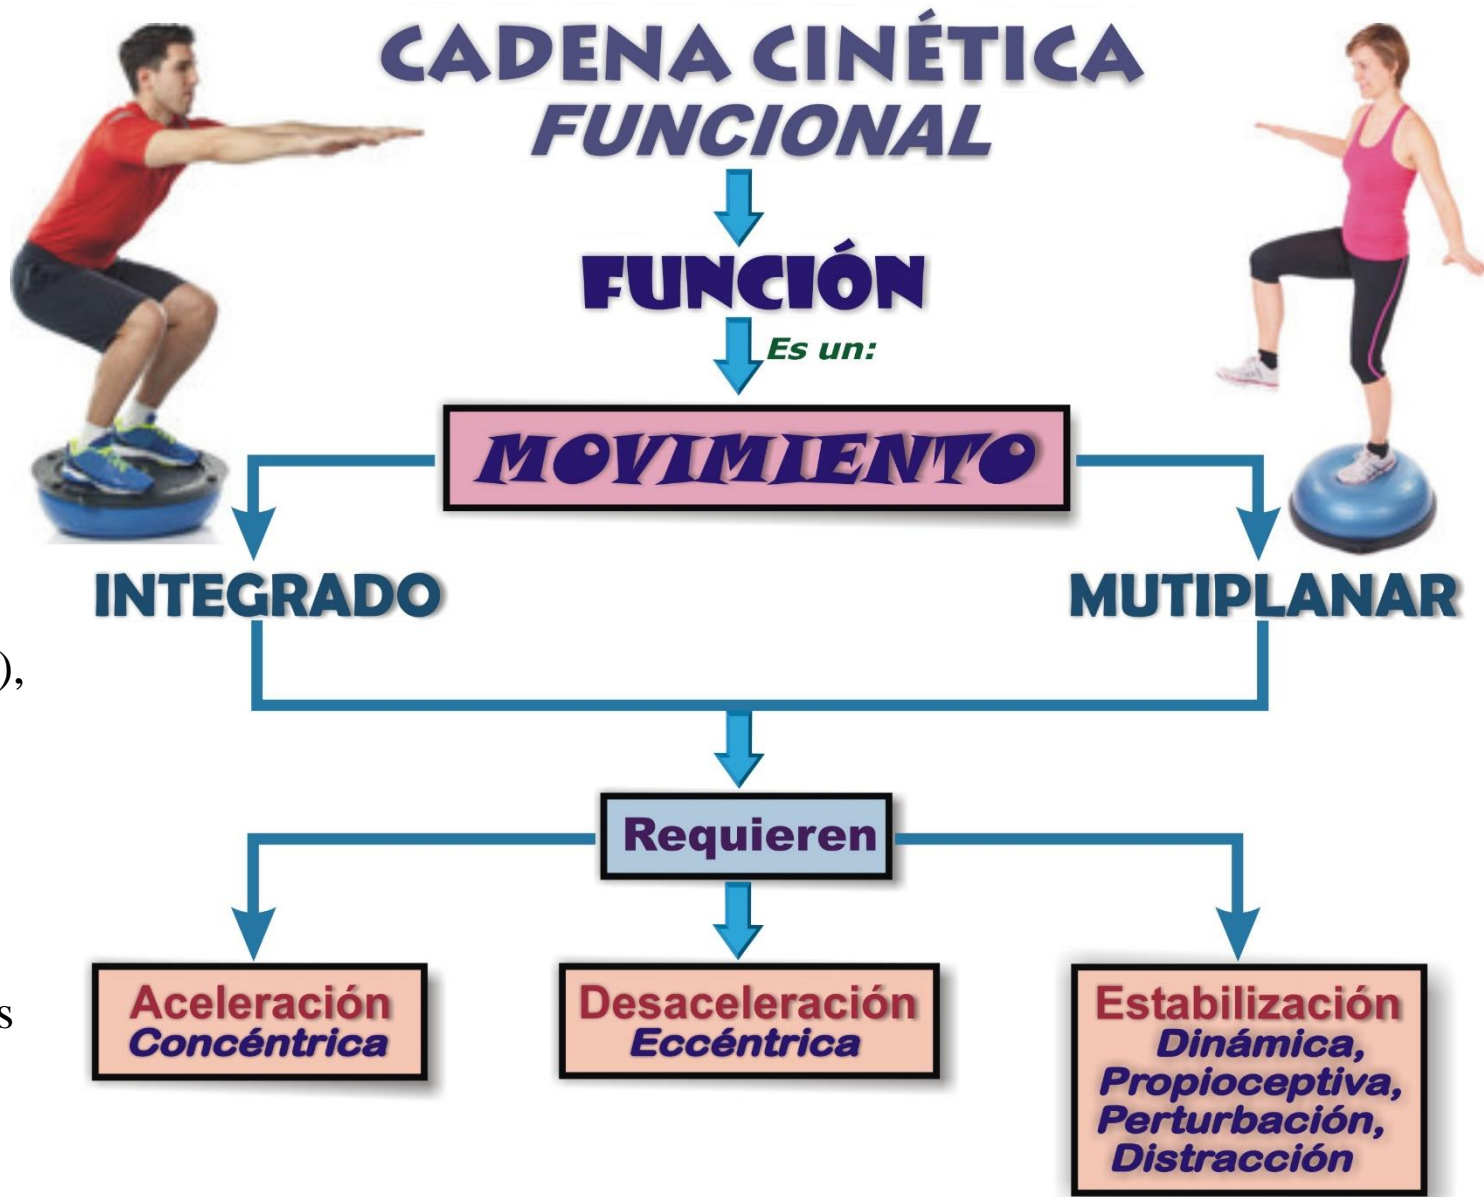 CADENA CINÉTICA
FUNCIONAL
FUNCIÓN
Es un:
MOVIMIENTO
INTEGRADO
MUTIPLANAR
),
Requieren
s
Aceleración
Concéntrica
Desaceleración
Eccéntrica
Estabilización
Dinámica,
Propioceptiva,
Perturbación,
Distracción